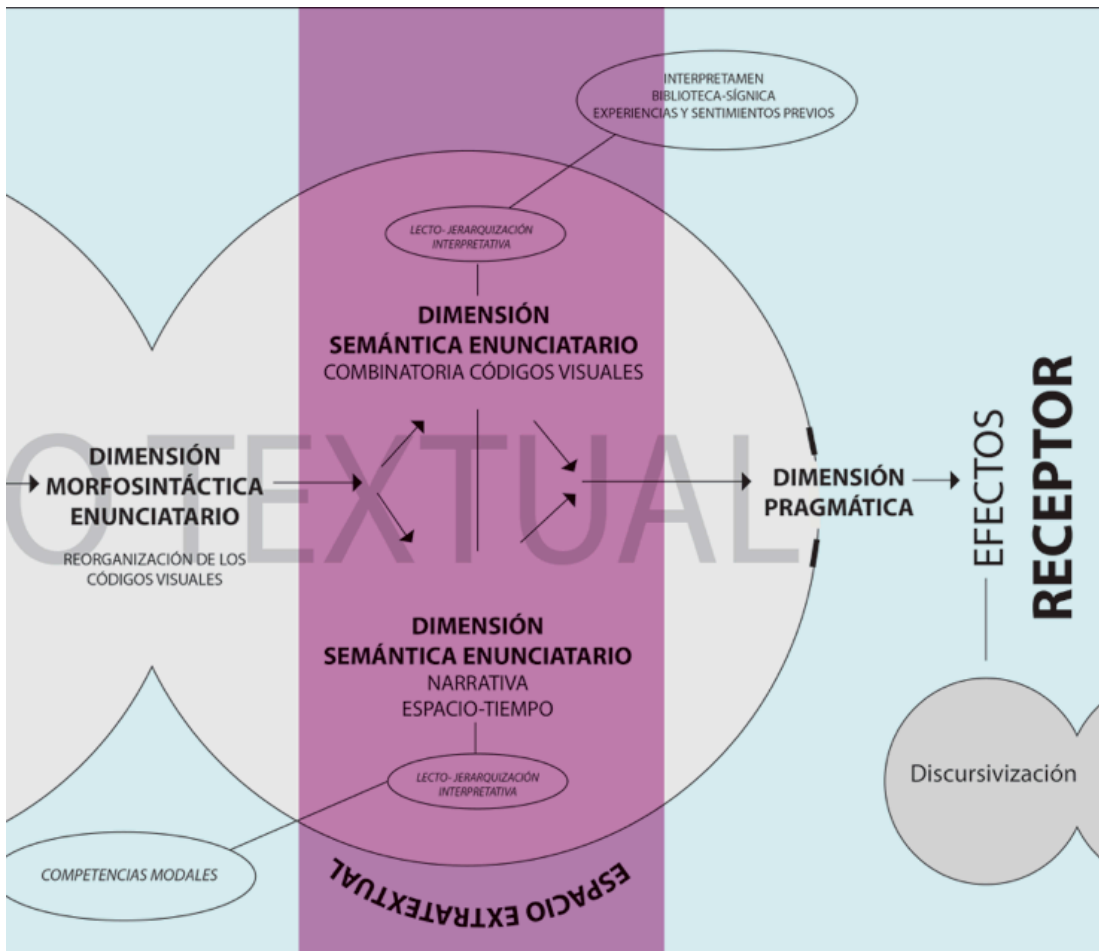 INTERPRETAMEN
BIBLIOTECA-SÍGNICA
EXPERIENCIAS Y SENTIMIENTOS PREVIOS
LECTO- JERARQUIZACIÓN
INTERPRETATIVA
DIMENSIÓN
SEMÁNTICA ENUNCIATARIO
COMBINATORIA CÓDIGOS VISUALES
O TEXTUAL
DIMENSIÓN
MORFOSINTÁCTICA
ENUNCIATARIO
REORGANIZACIÓN DE LOS
CÓDIGOS VISUALES
DIMENSIÓN
PRAGMÁTICA
EFECTOS
RECEPTOR
DIMENSIÓN
SEMÁNTICA ENUNCIATARIO
NARRATIVA
ESPACIO-TIEMPO
LECTO- JERARQUIZACIÓN
INTERPRETATIVA
Discursivización
COMPETENCIAS MODALES
ESPACIO EXTRATEXTUAL